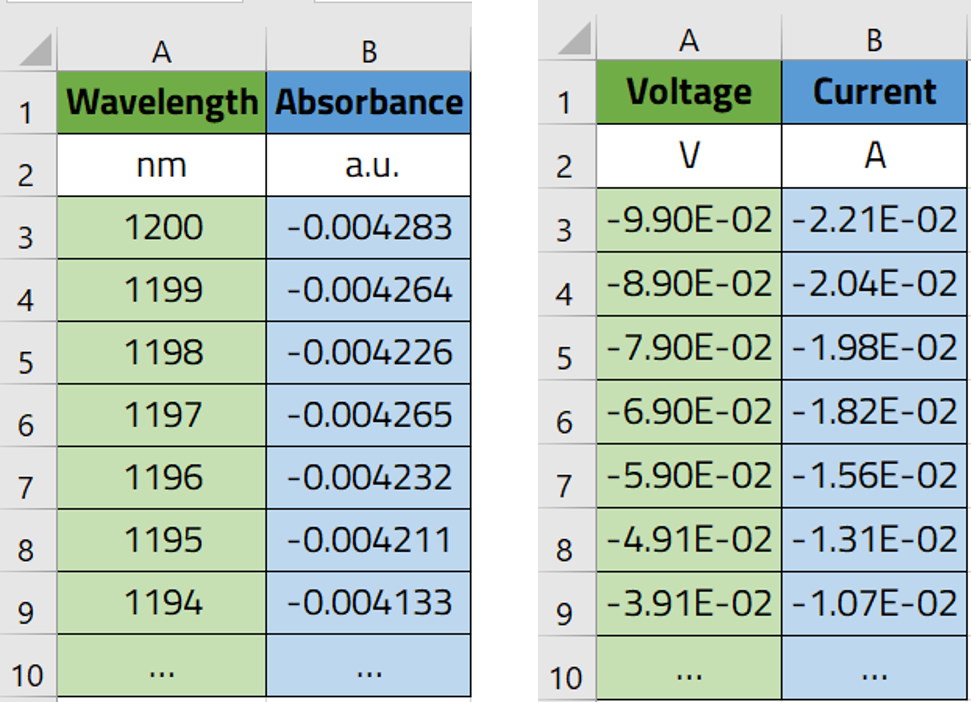 A B
1 Wavelength Absorbance
2 nm a.u.
3 1200 -0.004283
4 1199 -0.004264
5 1198 -0.004226
6 1197 -0.004265
7 1196 -0.004232
8 1195 -0.004211
9 1194 -0.004133
10 ... ...
A B
1 Voltage Current
2 V A
3 -9.90E-02 -2.21E-02
4 -8.90E-02 -2.04E-02
5 -7.90E-02 -1.98E-02
6 -6.90E-02 -1.82E-02
7 -5.90E-02 -1.56E-02
8 -4.91E-02 -1.31E-02
9 -3.91E-02 -1.07E-02
10 ... ...